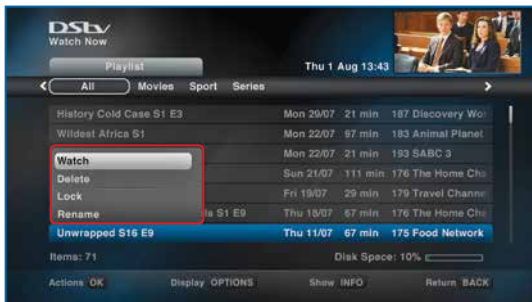 DStv
Watch Now
Playlist Thu 1 Aug 13:43
All Movies Sport Series
History Cold Case S1 E3 Mon 29/07 21 min 187 Discovery Wor
Wildest Africa S1 Mon 22/07 97 min 183 Animal Planet
Mon 22/07 21 min 193 SABC 3
Watch
Sun 21/07 111 min 176 The Home Cha
Delete
Fri 19/07 29 min 179 Travel Channe
Lock
S1 E9 Thu 18/07 67 min 176 The Home Cha
Rename
Unwrapped S16 E9 Thu 11/07 67 min 175 Food Network
Items: 71 Disk Space: 10%
Actions OK Display OPTIONS Show INFO Return BACK